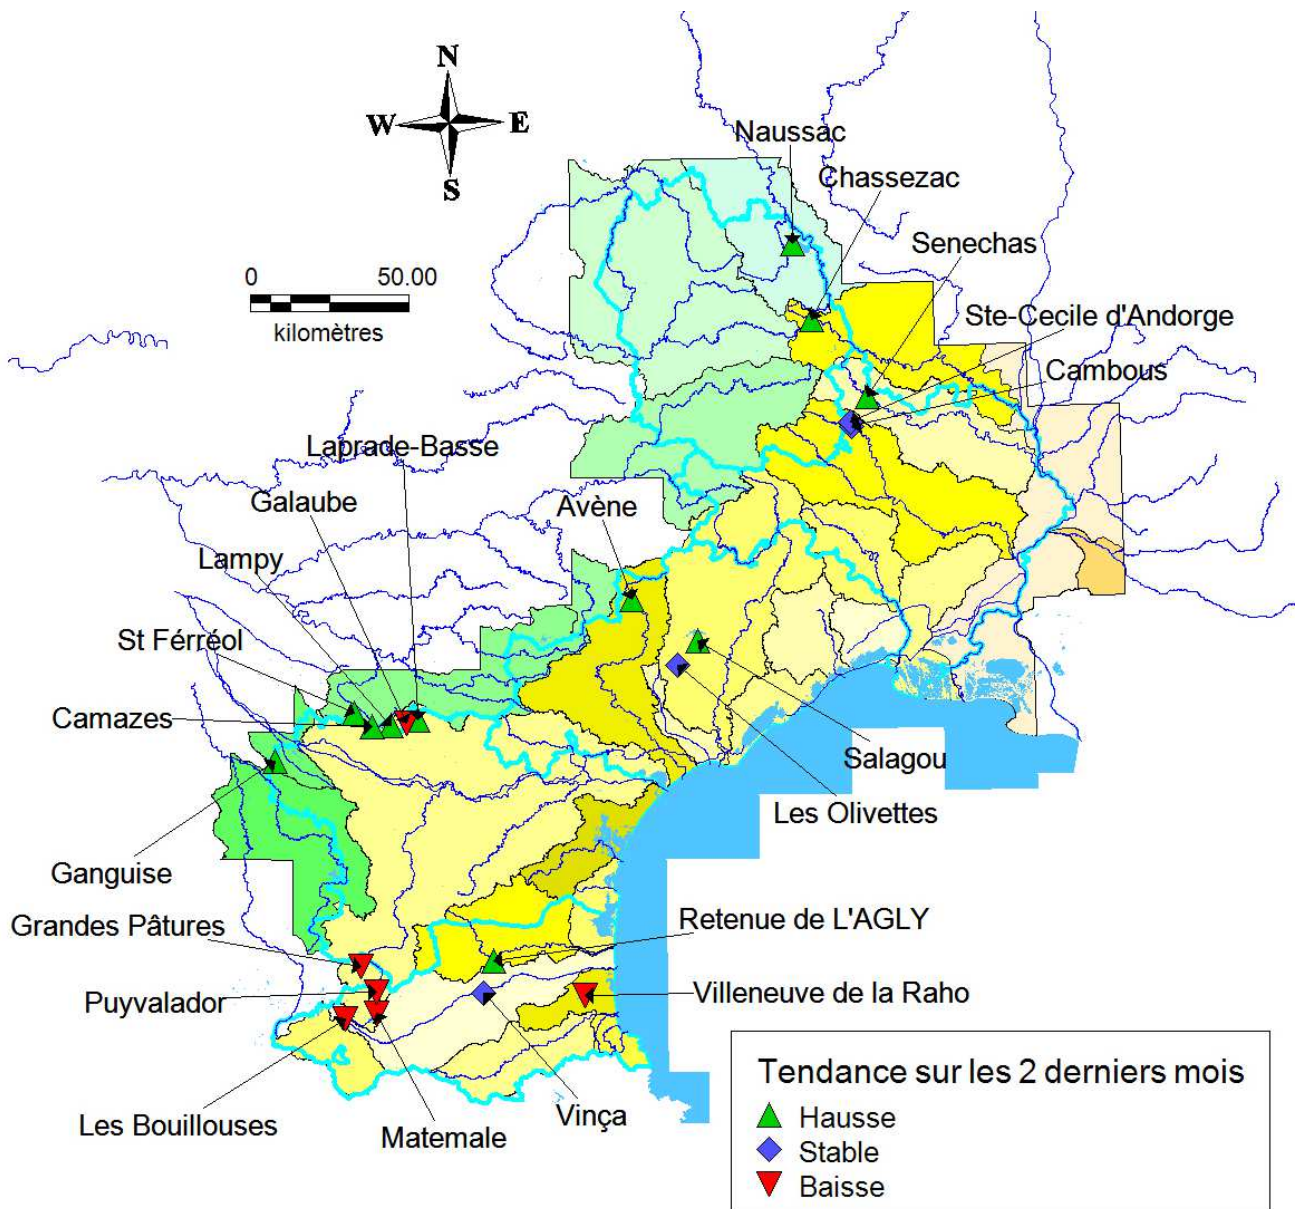 N
W E
S
Naussac
Chassezac
Senechas
0 50.00
kilomètres
Ste-Cecile d'Andorge
Cambous
Laprade-Basse
Galaube
Avène
Lampy
St Férréol
Camazes
Salagou
Les Olivettes
Ganguise
Grandes Pâtures
Retenue de L'AGLY
Puyvalador
Villeneuve de la Raho
Les Bouillouses
Matemale
Vinça
Tendance sur les 2 derniers mois
Hausse
Stable
Baisse